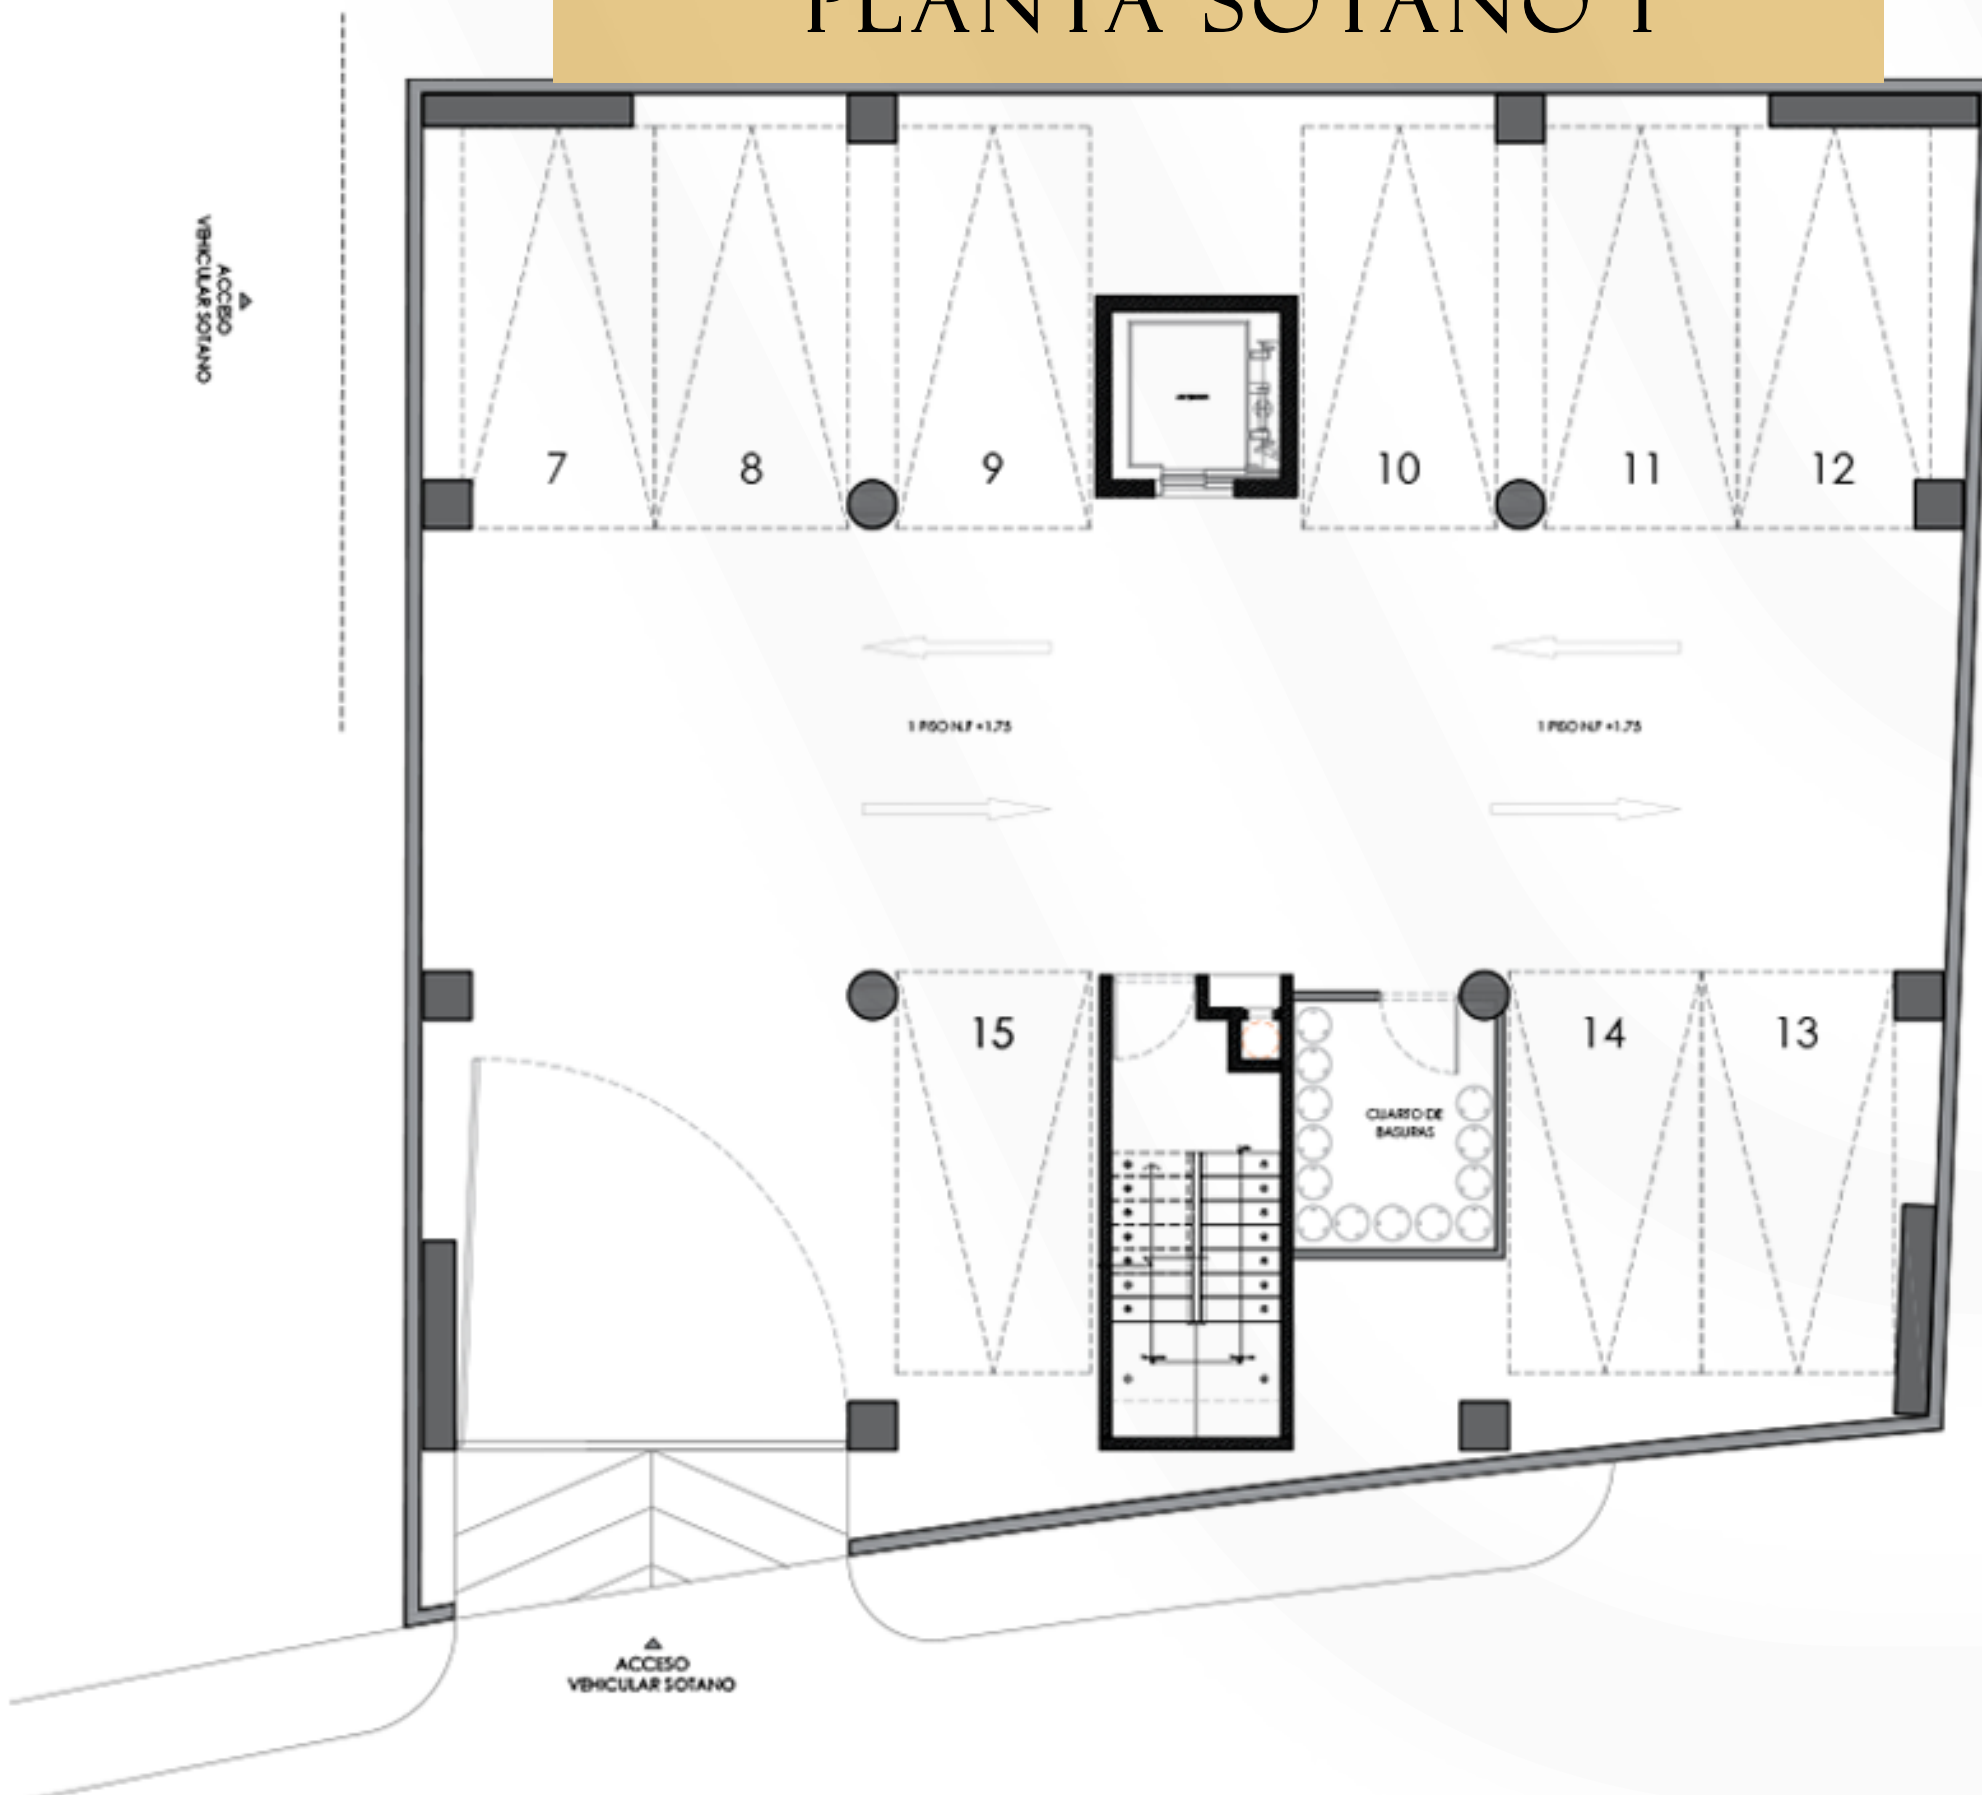 PLANTA SOTANO 1
ACCESO
VEHICULAR SOTANO
7
8
9
10
11
12
1 PISO N.P +1.75
1 PISO N.P +1.75
15
14
13
CUARTO DE
BASURAS
ACCESO
VEHICULAR SOTANO